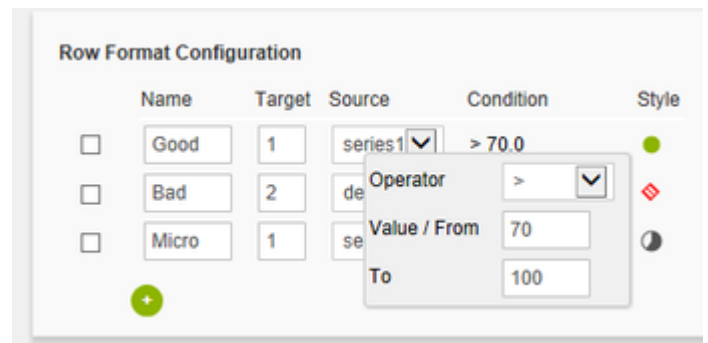 Row Format Configuration
Name Target Source Condition Style
Good 1 series1 > 70.0
Bad 2 de
Operator >
Micro 1 se
Value / From 70
To 100